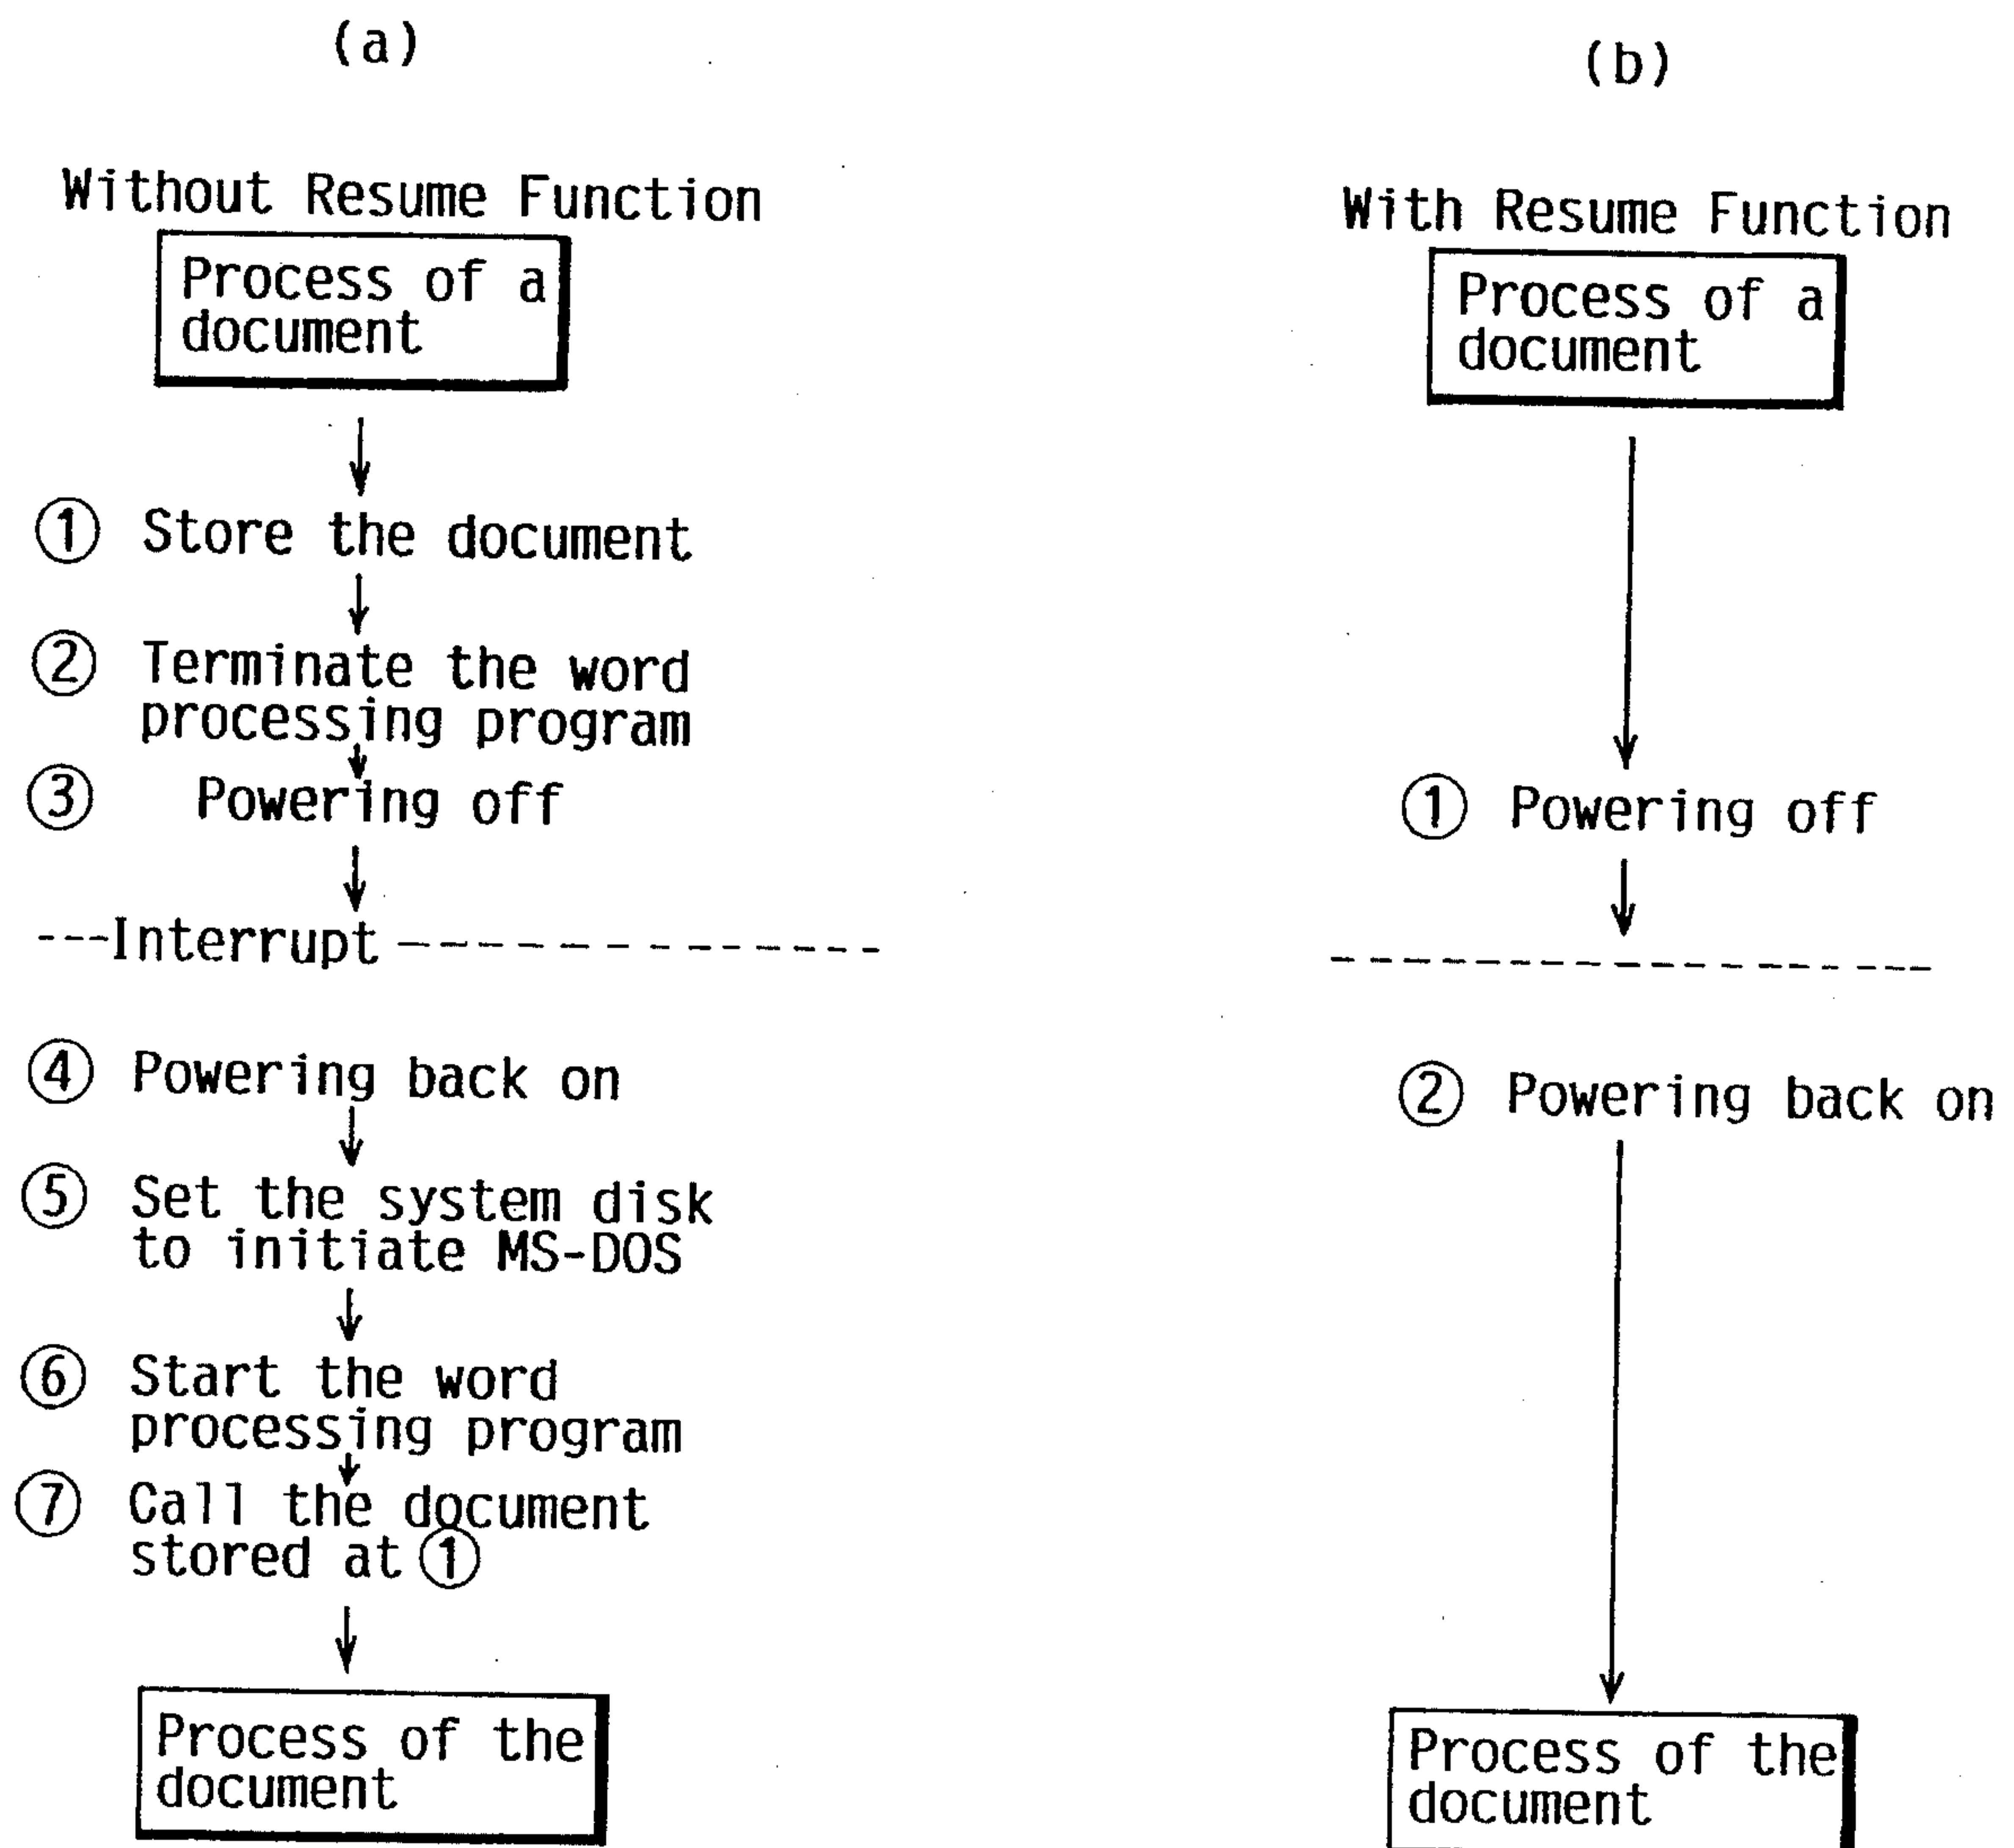 (a)
Without Resume Function
Process of a
document
① Store the document
② Terminate the word
processing program
③ Powering off
---Interrupt--------------
④ Powering back on
⑤ Set the system disk
to initiate MS-DOS
⑥ Start the word
processing program
⑦ Call the document
stored at ①
Process of the
document
(b)
With Resume Function
Process of a
document
① Powering off
② Powering back on
Process of the
document